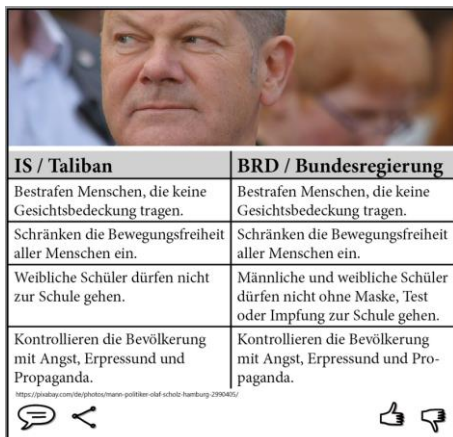 IS / Taliban
BRD / Bundesregierung
Bestrafen Menschen, die keine
Gesichtsbedeckung tragen.
Bestrafen Menschen, die keine
Gesichtsbedeckung tragen.
Schränken die Bewegungsfreiheit
aller Menschen ein.
Schränken die Bewegungsfreiheit
aller Menschen ein.
Weibliche Schüler dürfen nicht
zur Schule gehen.
Männliche und weibliche Schüler
dürfen nicht ohne Maske, Test
oder Impfung zur Schule gehen.
Kontrollieren die Bevölkerung
mit Angst, Erpressund und
Propaganda.
Kontrollieren die Bevölkerung
mit Angst, Erpressund und Pro-
paganda.
https://pixabay.com/de/photos/mann-politiker-olaf-scholz-hamburg-2990405/